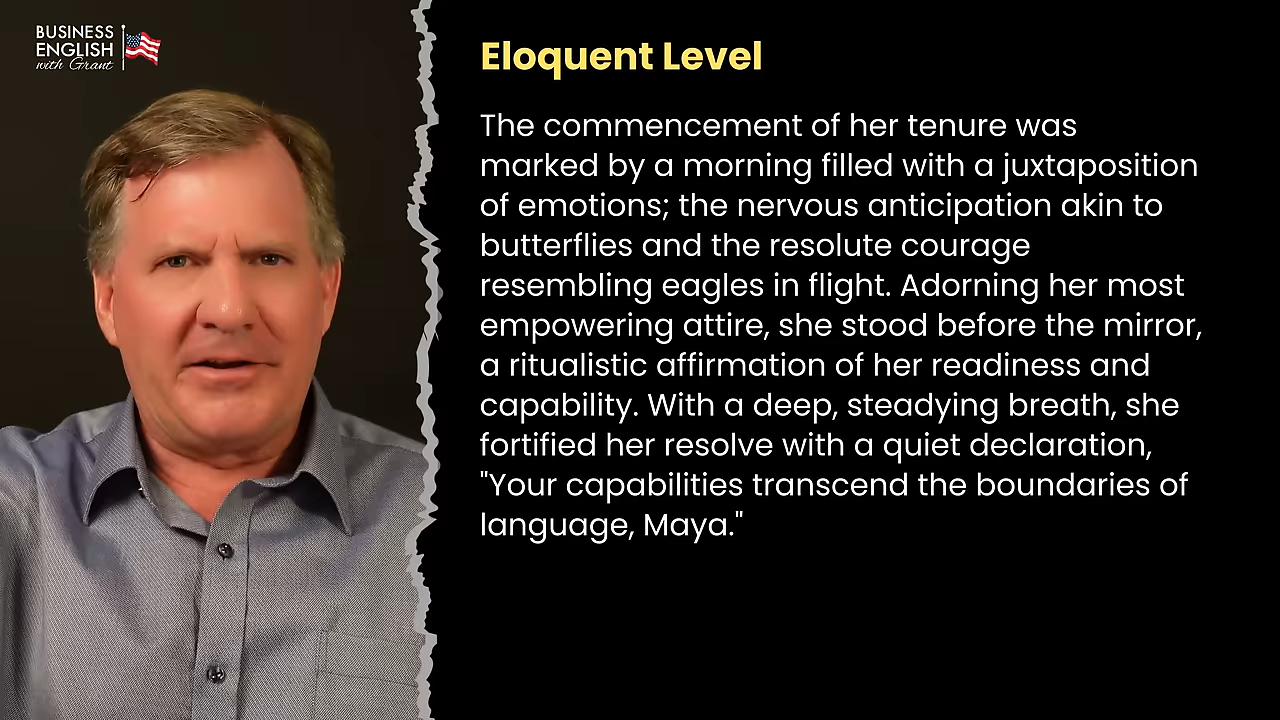 BUSINESS
ENGLISH
with Grant
Eloquent Level
The commencement of her tenure was
marked by a morning filled with a juxtaposition
of emotions; the nervous anticipation akin to
butterflies and the resolute courage
resembling eagles in flight. Adorning her most
empowering attire, she stood before the mirror,
a ritualistic affirmation of her readiness and
capability. With a deep, steadying breath, she
fortified her resolve with a quiet declaration,
"Your capabilities transcend the boundaries of
language, Maya."